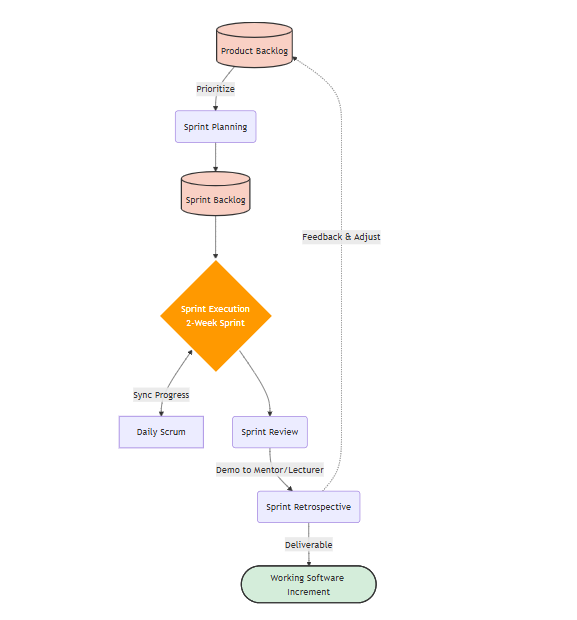 Product Backlog
Prioritize
Sprint Planning
Sprint Backlog
Feedback & Adjust
Sprint Execution
2-Week Sprint
Sync Progress
Daily Scrum
Sprint Review
Demo to Mentor/Lecturer
Sprint Retrospective
Deliverable
Working Software
Increment